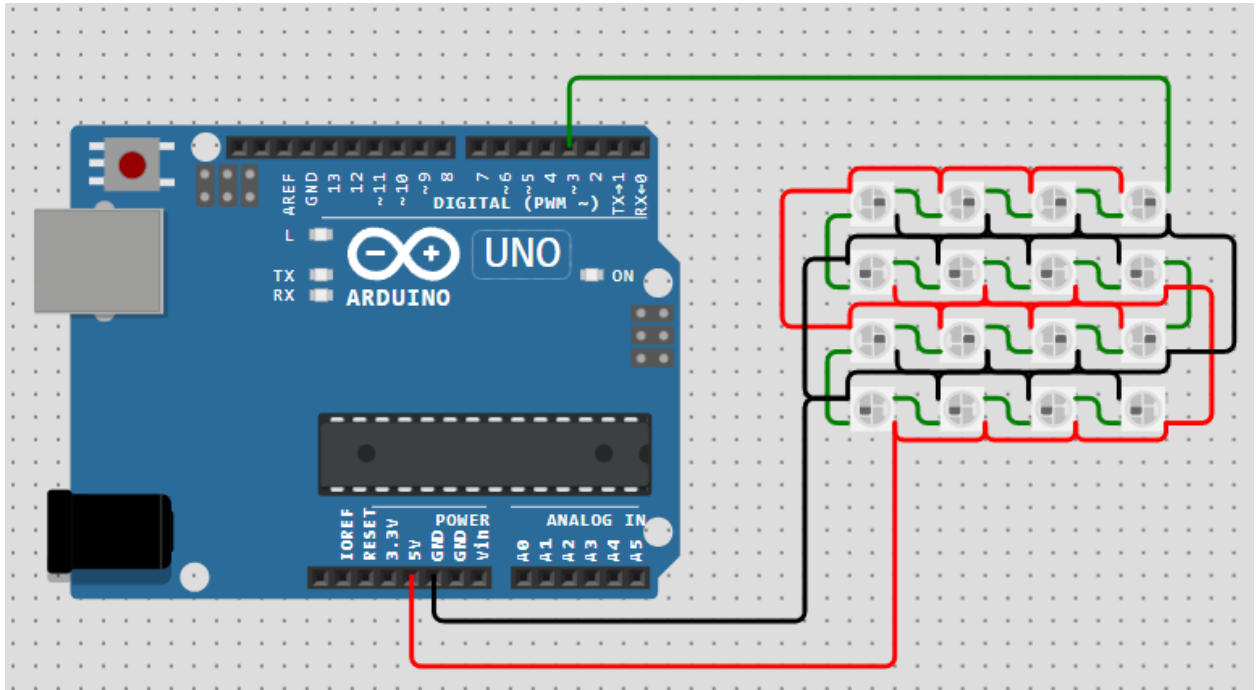 AREF
GND
13
12
~11
~10
~9
8
7
~6
~5
4
~3
2
TX→1
RX←0
DIGITAL (PWM ~)
L
TX
RX
ARDUINO
UNO
ON
IOREF
RESET
3.3V
5V
GND
GND
Vin
POWER
ANALOG IN
A0
A1
A2
A3
A4
A5